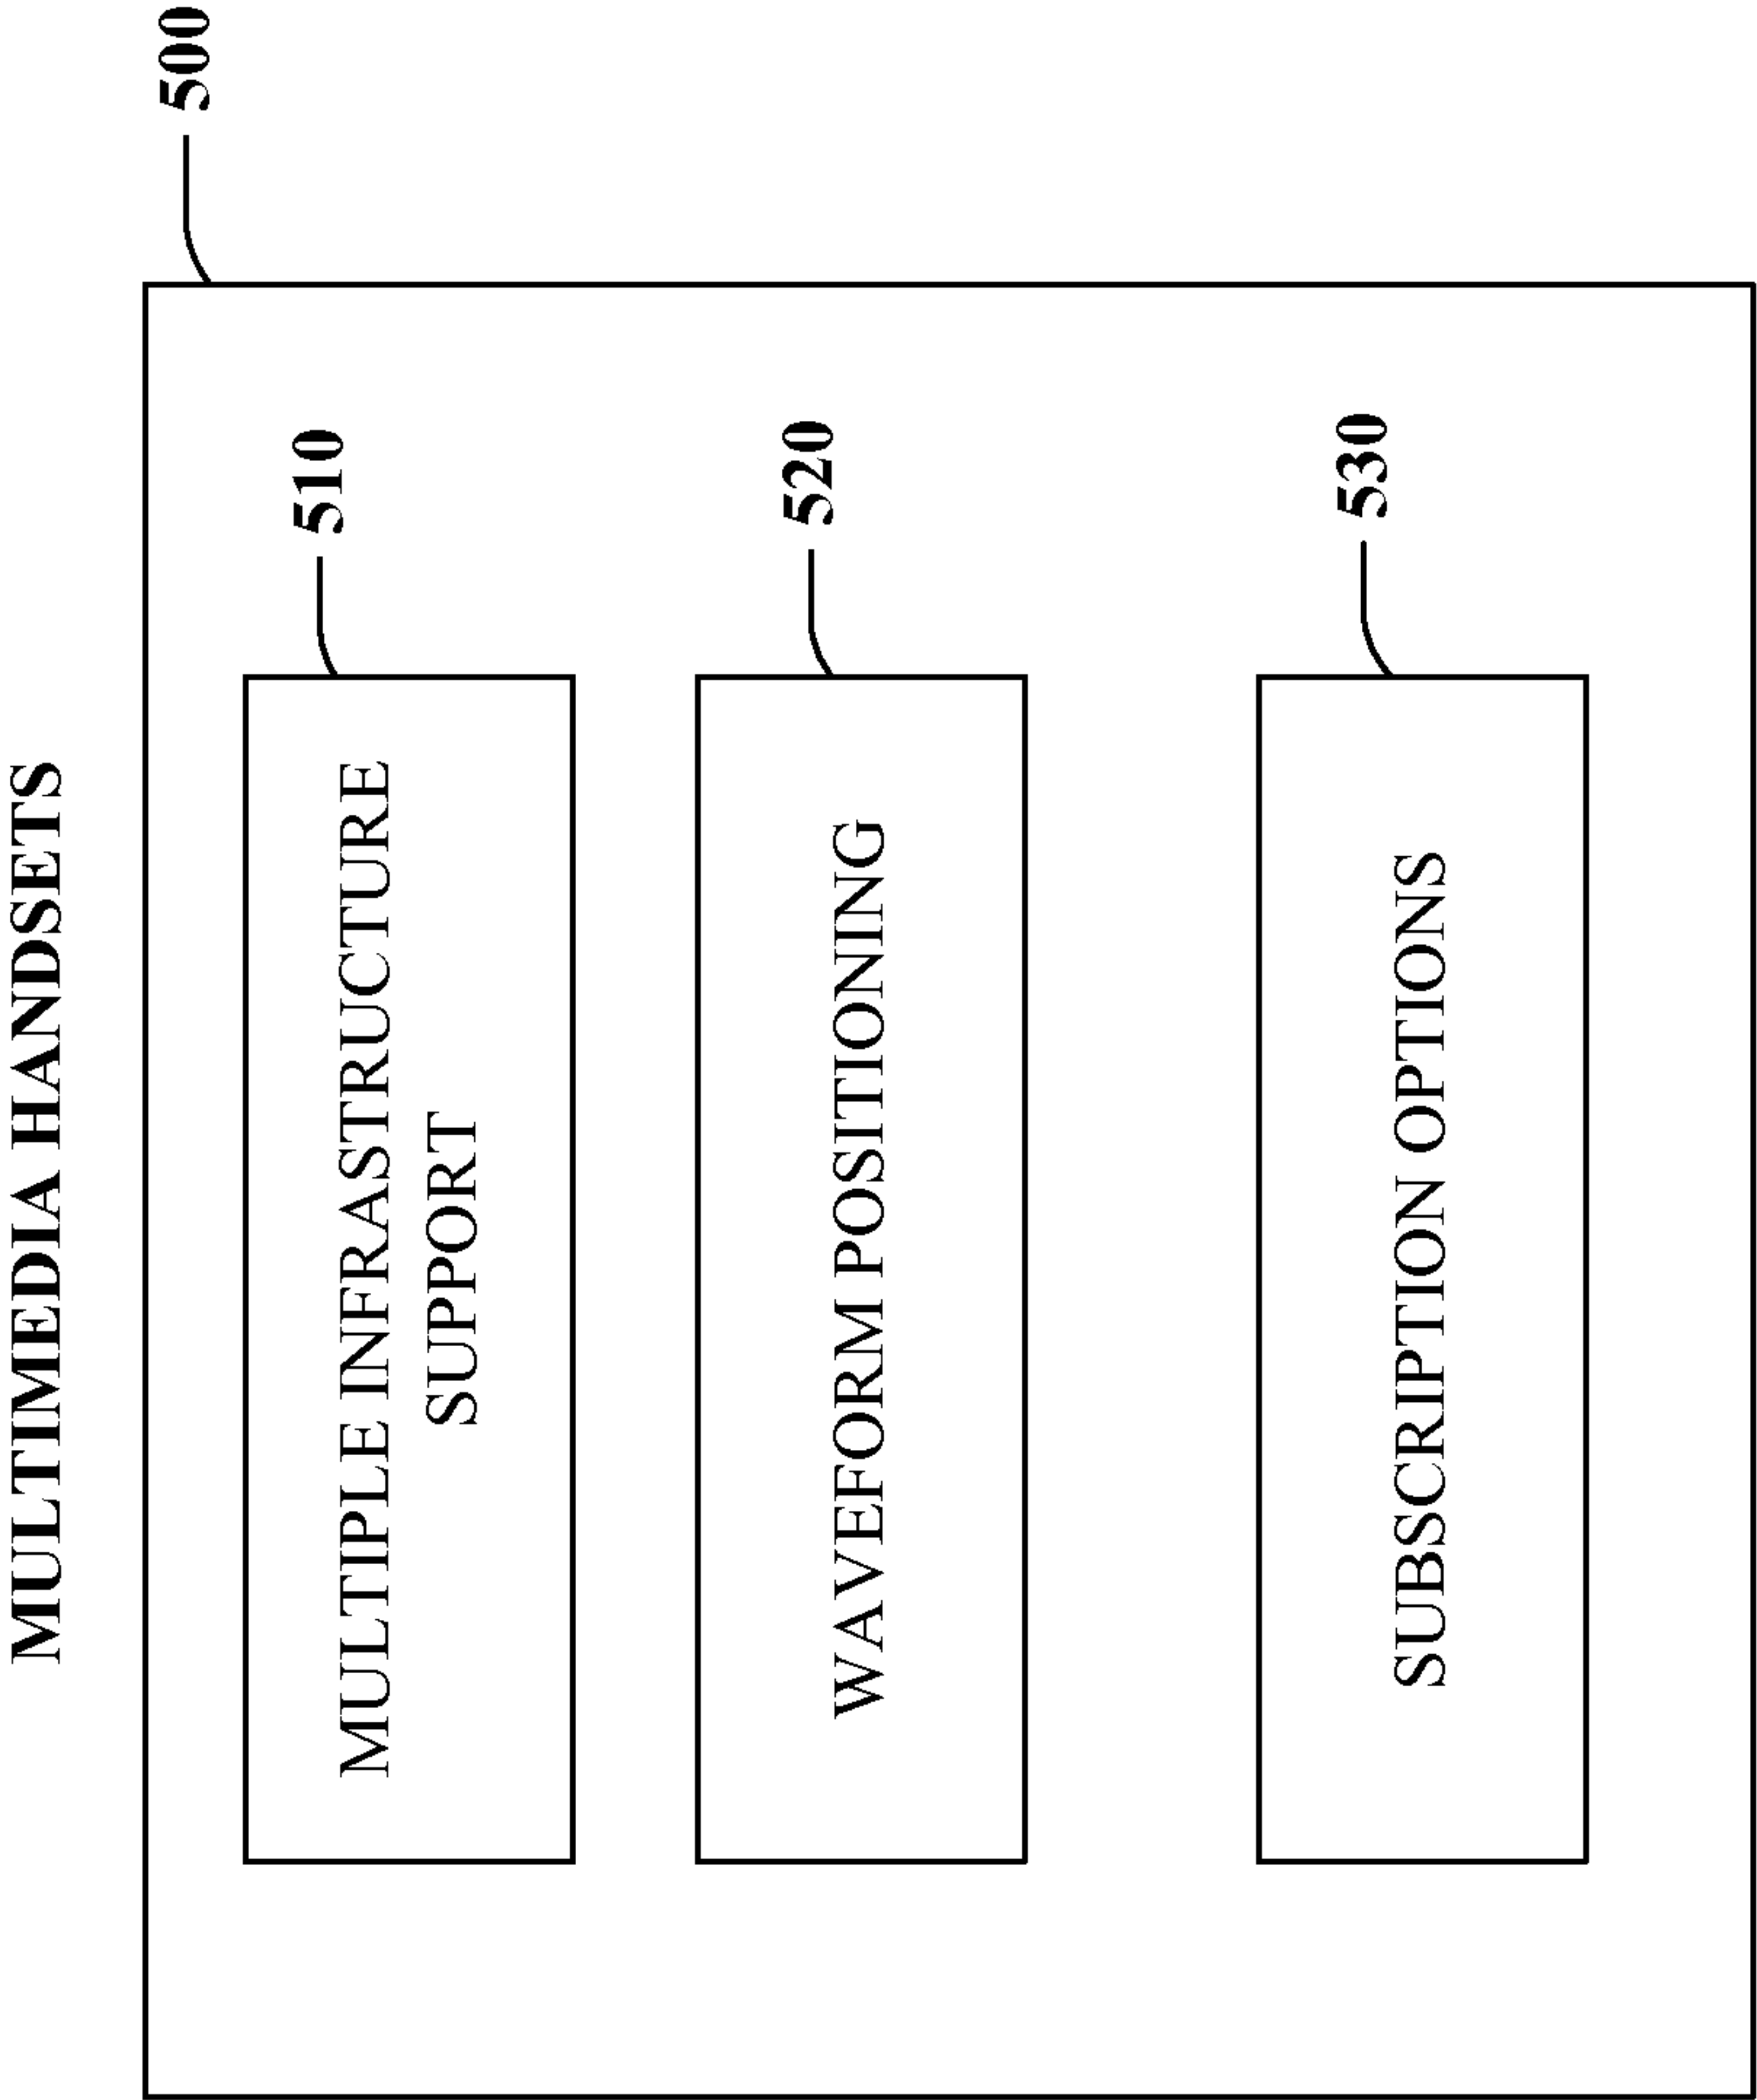 MULTIMEDIA HANDSETS
500
510
MULTIPLE INFRASTRUCTURE
SUPPORT
520
WAVEFORM POSITIONING
530
SUBSCRIPTION OPTIONS